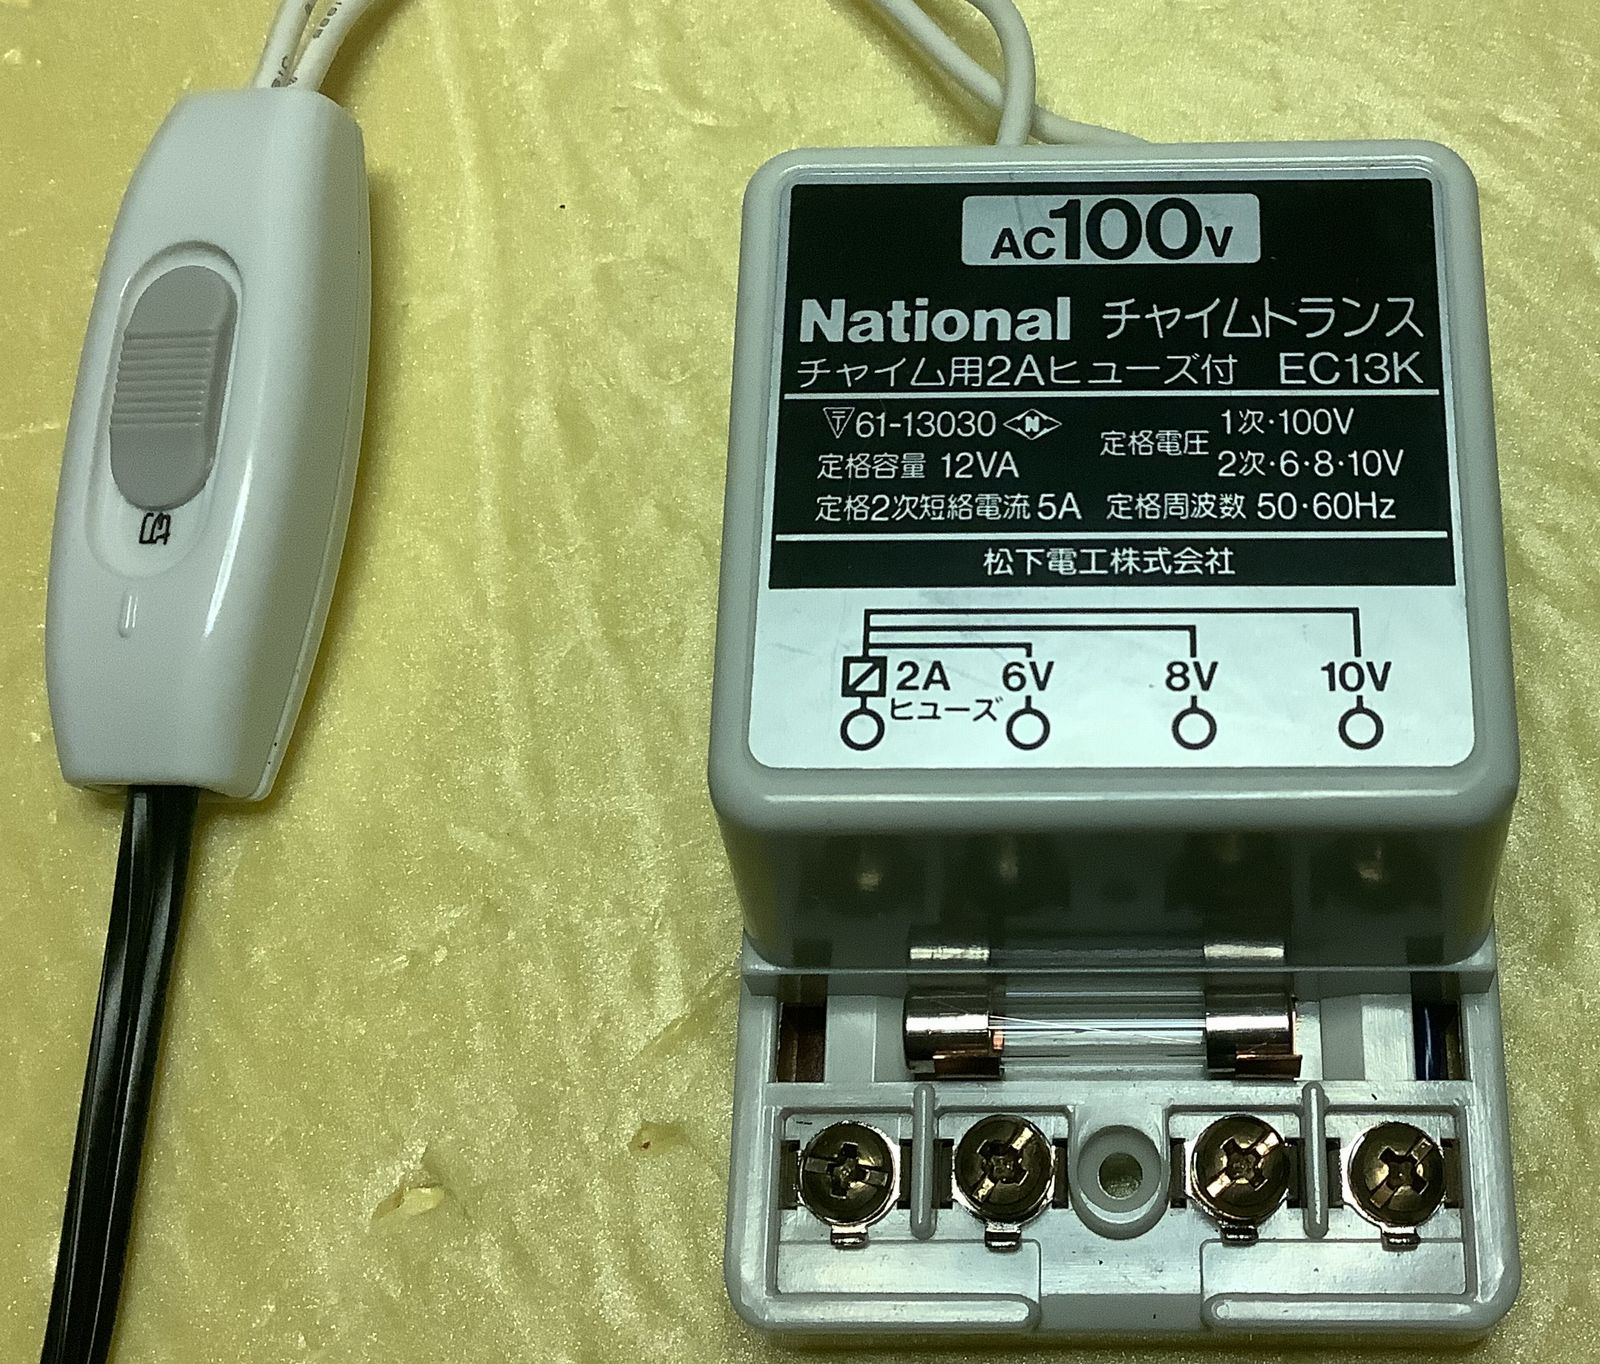 AC100V
National チャイムトランス
チャイム用2Aヒューズ付 EC13K
〒61-13030 N
定格電圧 1次・100V
2次・6・8・10V
定格容量 12VA
定格2次短絡電流 5A 定格周波数 50・60Hz
松下電工株式会社
2A 6V 8V 10V
ヒューズ